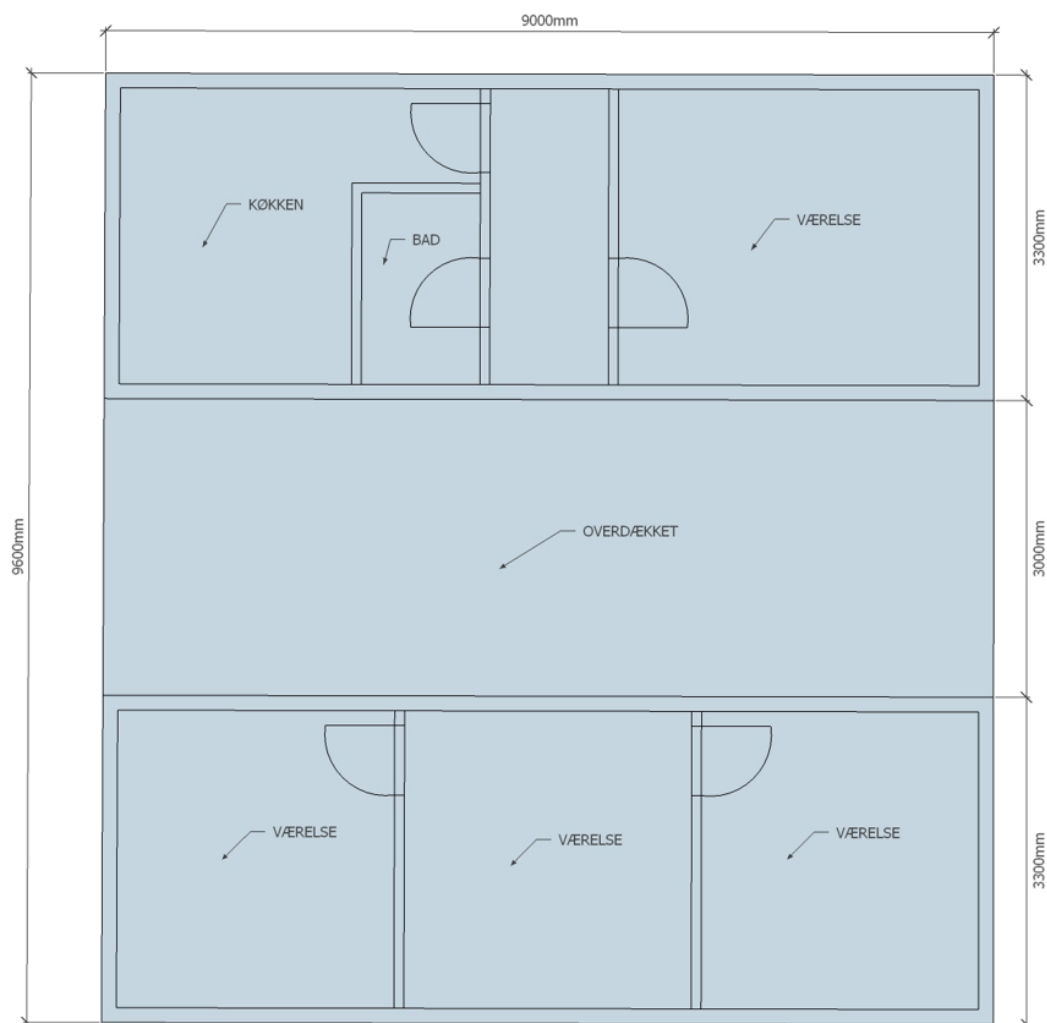 9000mm
KØKKEN
BAD
VÆRELSE
3300mm
OVERDÆKKET
9600mm
3000mm
VÆRELSE
VÆRELSE
VÆRELSE
3300mm